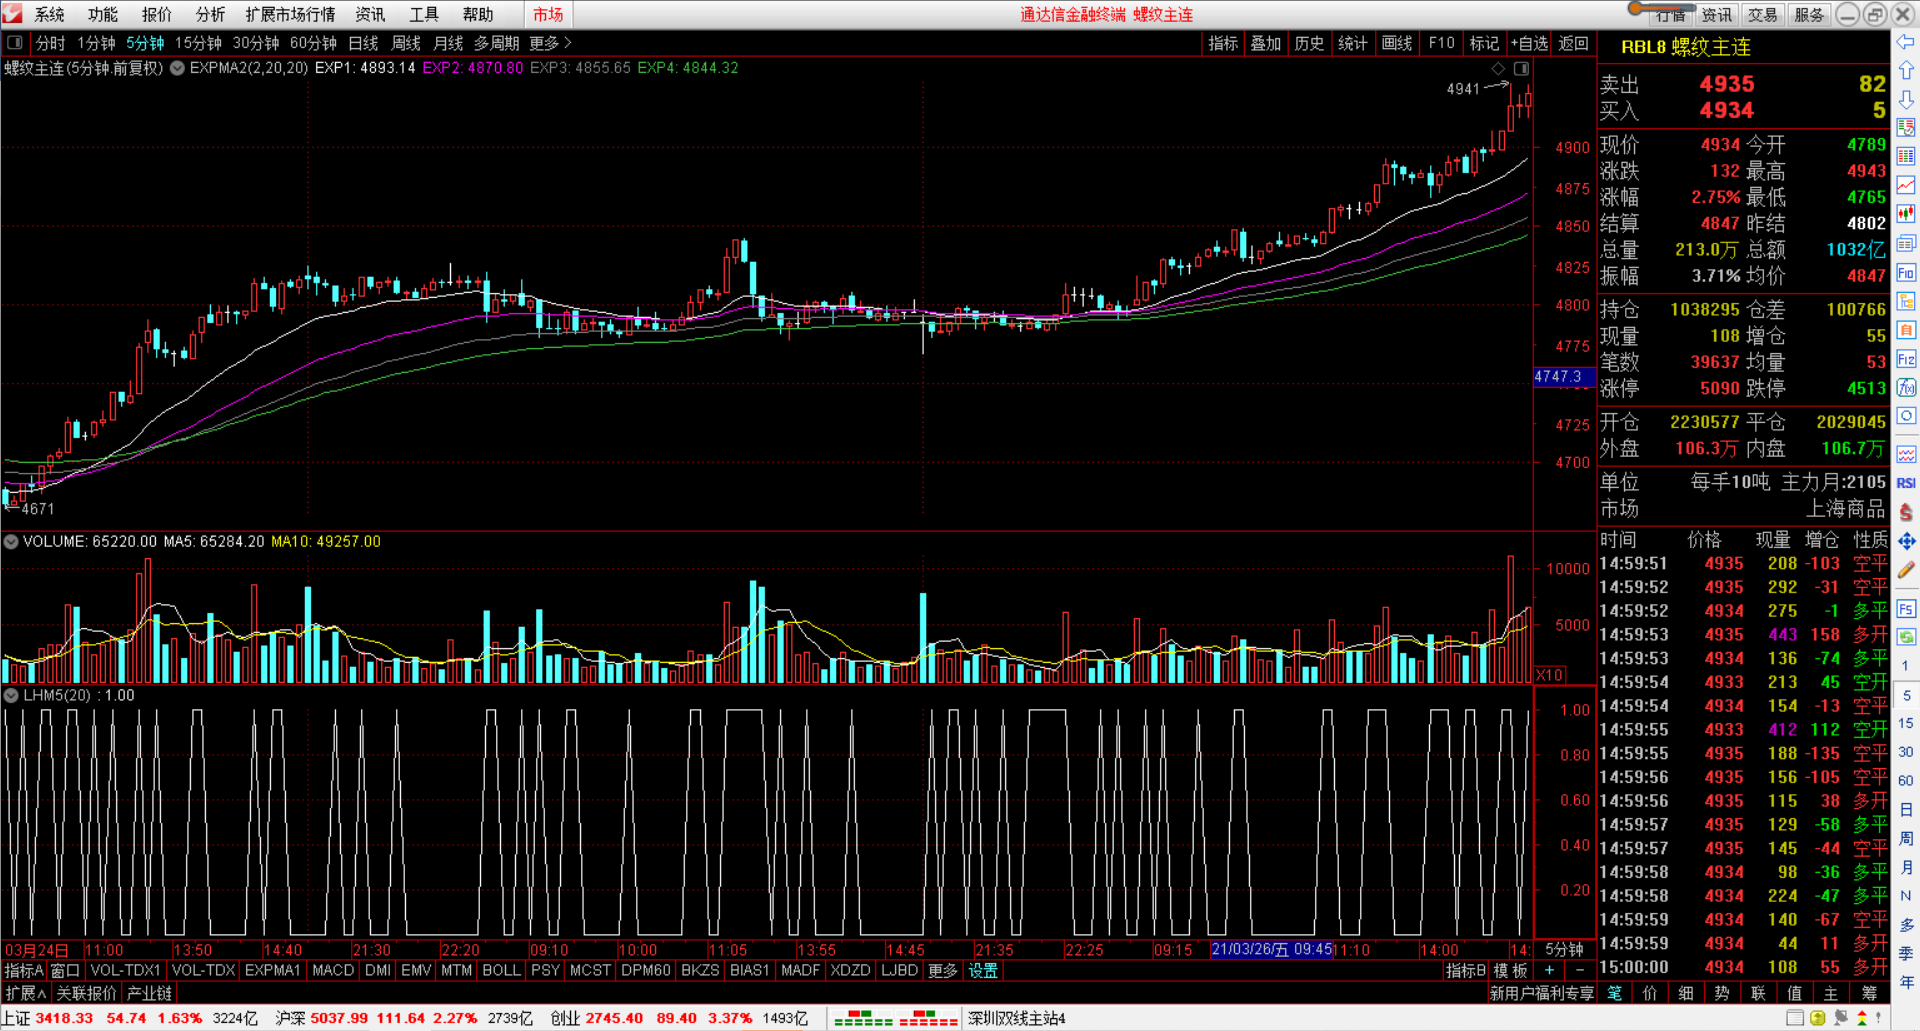 系统 功能 报价 分析 扩展市场行情 资讯 工具 帮助 市场 通达信金融终端 螺纹主连 行情 资讯 交易 服务
分时 1分钟 5分钟 15分钟 30分钟 60分钟 日线 周线 月线 多周期 更多 指标 叠加 历史 统计 画线 F10 标记 +自选 返回
RBL8 螺纹主连
螺纹主连(5分钟.前复权) EXPMA2(2,20,20) EXP1: 4893.14 EXP2: 4870.80 EXP3: 4855.65 EXP4: 4844.32
4941
4900
4875
4850
4825
4800
4775
4747.3
4725
4700
4671
卖出 4935 82
买入 4934 5
现价 4934 今开 4789
涨跌 132 最高 4943
涨幅 2.75% 最低 4765
结算 4847 昨结 4802
总量 213.0万 总额 1032亿
振幅 3.71% 均价 4847
持仓 1038295 仓差 100766
现量 108 增仓 55
笔数 39637 均量 53
涨停 5090 跌停 4513
开仓 2230577 平仓 2029045
外盘 106.3万 内盘 106.7万
单位 每手10吨 主力月:2105
市场 上海商品
VOLUME: 65220.00 MA5: 65284.20 MA10: 49257.00
10000
5000
X10
LHM5(20) : 1.00
1.00
0.80
0.60
0.40
0.20
时间 价格 现量 增仓 性质
14:59:51 4935 208 -103 空平
14:59:52 4935 292 -31 空平
14:59:52 4934 275 -1 多平
14:59:53 4935 443 158 多开
14:59:53 4934 136 -74 多平
14:59:54 4933 213 45 空开
14:59:54 4934 154 -13 空平
14:59:55 4933 412 112 空开
14:59:55 4935 188 -135 空平
14:59:56 4935 156 -105 空平
14:59:56 4935 115 38 多开
14:59:57 4935 129 -58 多平
14:59:57 4935 145 -44 空平
14:59:58 4934 98 -36 多平
14:59:58 4934 224 -47 多平
14:59:59 4934 140 -67 空平
14:59:59 4934 44 11 多开
15:00:00 4934 108 55 多开
03月24日 11:00 13:50 14:40 21:30 22:20 09:10 10:00 11:05 13:55 14:45 21:35 22:25 09:15 21/03/26/五 09:45 11:10 14:00 14: 5分钟
指标A 窗口 VOL-TDX1 VOL-TDX EXPMA1 MACD DMI EMV MTM BOLL PSY MCST DPM60 BKZS BIAS1 MADF XDZD LJBD 更多 设置 指标B 模板 + −
扩展∧ 关联报价 产业链 新用户福利专享 笔 价 细 势 联 值 主 筹
上证 3418.33 54.74 1.63% 3224亿 沪深 5037.99 111.64 2.27% 2739亿 创业 2745.40 89.40 3.37% 1493亿 深圳双线主站4
F10
自
F12
f(x)
RSI
$
F5
1
5
15
30
60
日
周
月
N
多
季
年